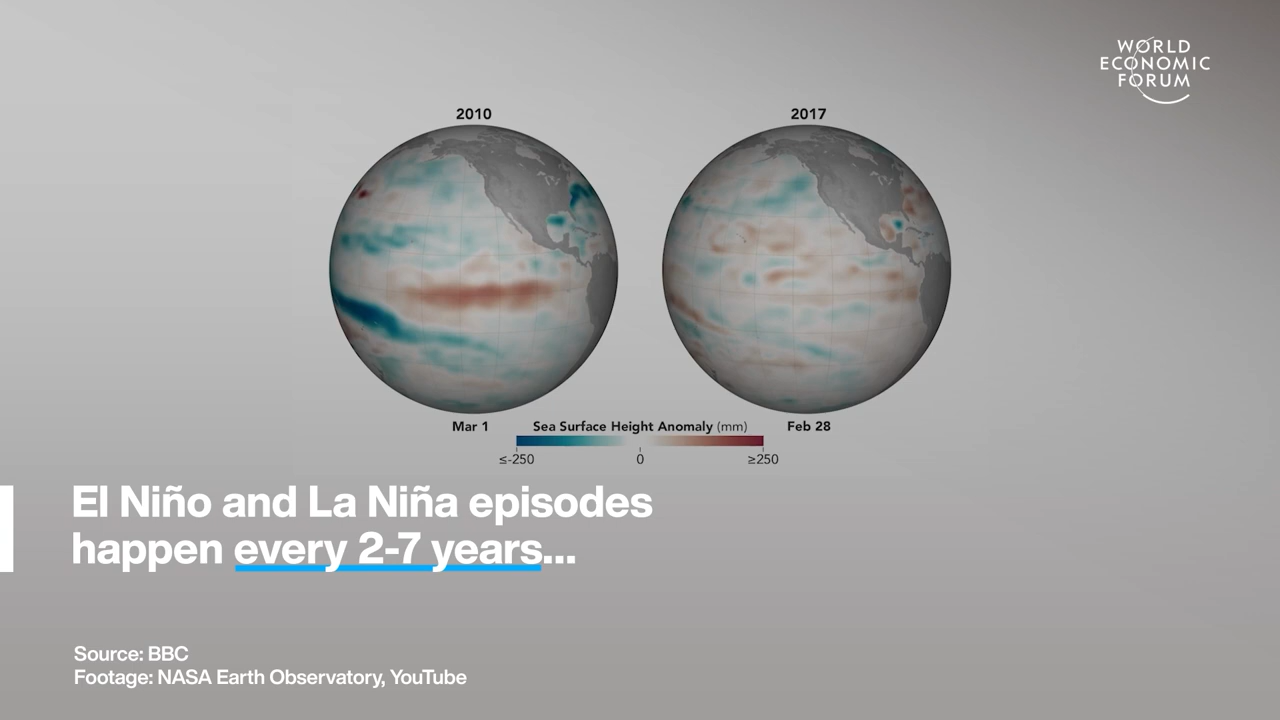 WORLD
ECONOMIC
FORUM
2010
2017
Mar 1
Sea Surface Height Anomaly (mm)
Feb 28
≤-250
0
≥250
El Niño and La Niña episodes
happen every 2-7 years...
Source: BBC
Footage: NASA Earth Observatory, YouTube